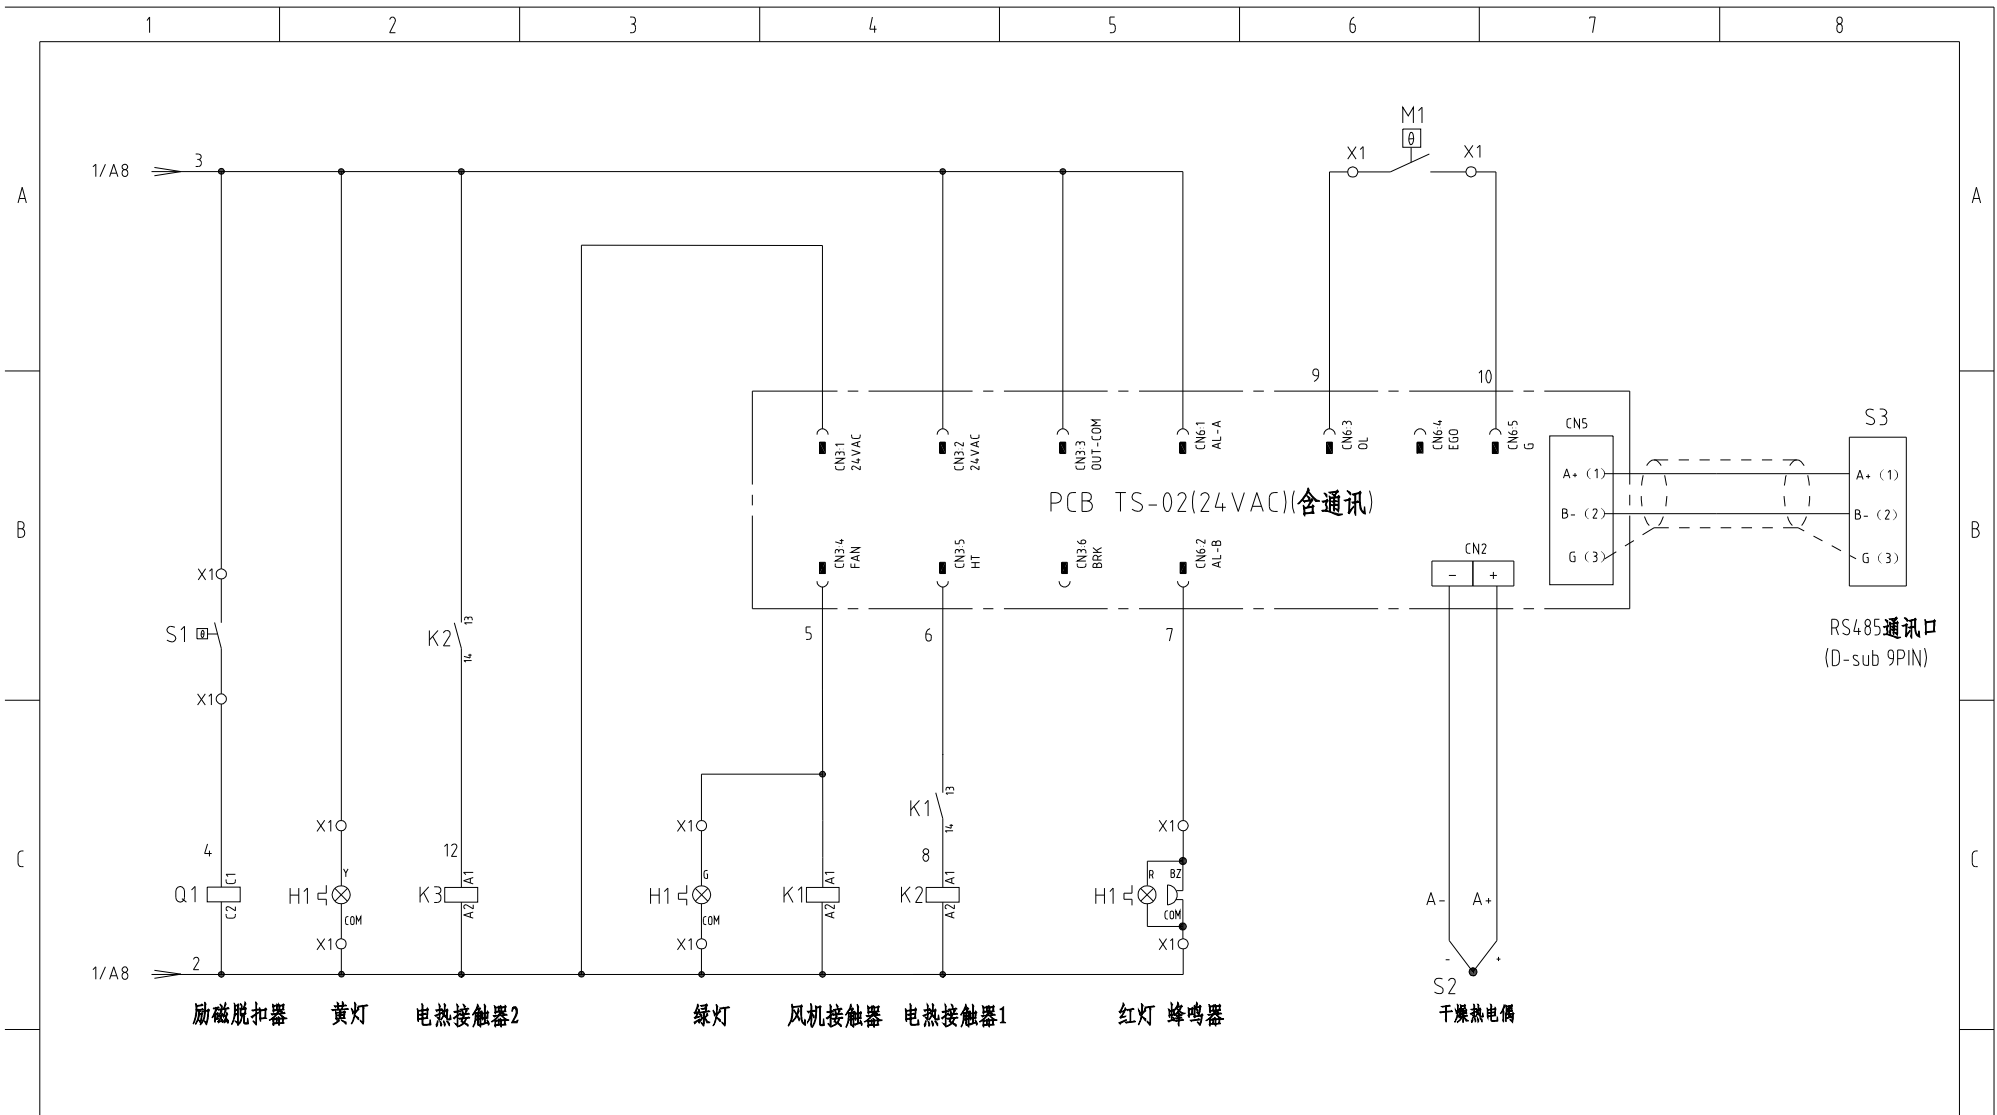 1 2 3 4 5 6 7 8
M1
θ
X1 X1
1/A8 3
A A
9 10
CN3:1 24VAC
CN3:2 24VAC
CN3:3 OUT-COM
CN6:1 AL-A
CN6:3 OL
CN6:4 EGO
CN6:5 G
CN5
S3
A+ (1) A+ (1)
PCB TS-02(24VAC)(含通讯)
B- (2) B- (2)
B B
G (3) G (3)
CN3:4 FAN
CN3:5 HT
CN3:6 BRK
CN6:2 AL-B
CN2
- +
X1
S1 θ
K2 13 14
5 6 7
RS485通讯口
(D-sub 9PIN)
X1
K1 13 14
X1 X1 X1
4 12 8
C C
Q1 C1 C2
H1 Y COM
K3 A1 A2
H1 G COM
K1 A1 A2
K2 A1 A2
H1 R BZ COM
A- A+
X1 X1 X1
- +
1/A8 2
S2
励磁脱扣器 黄灯 电热接触器2 绿灯 风机接触器 电热接触器1 红灯 蜂鸣器 干燥热电偶